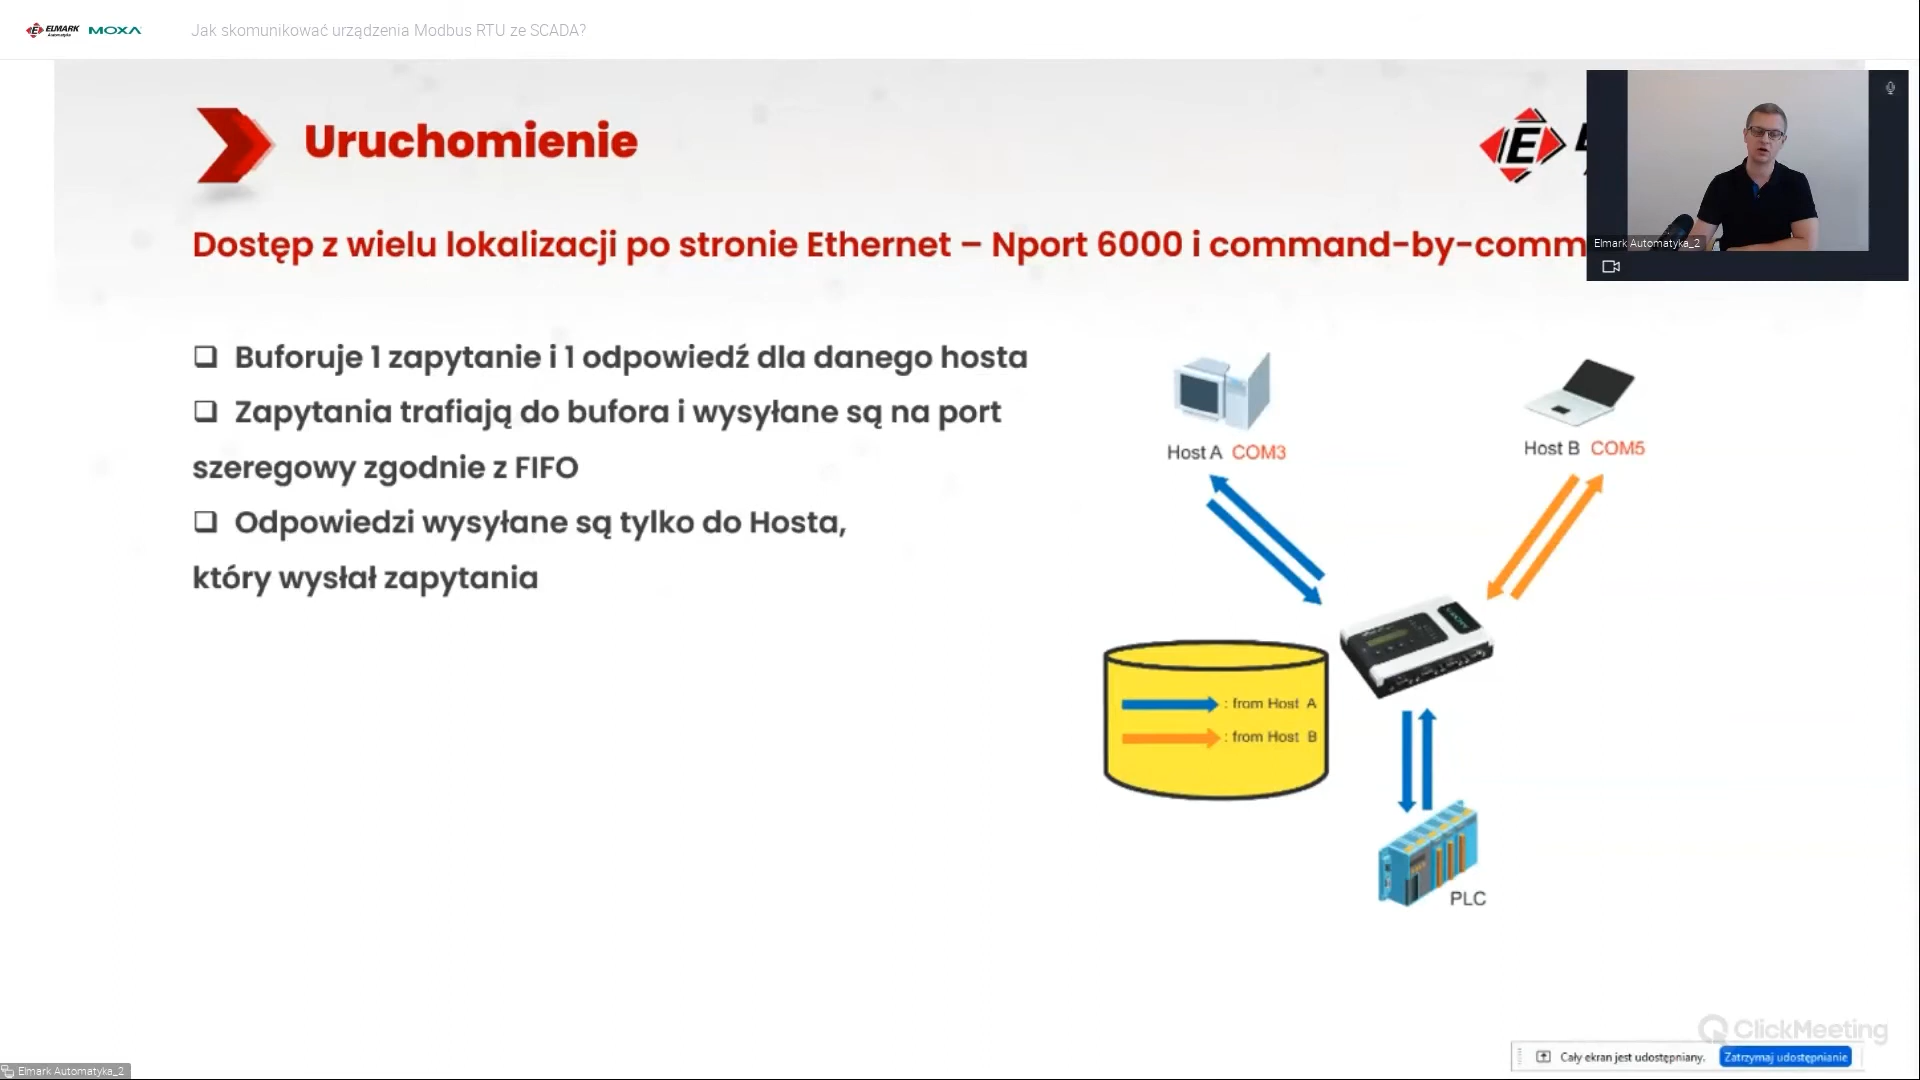 ELMARK
Automatyka
MOXA
Jak skomunikować urządzenia Modbus RTU ze SCADA?
Uruchomienie
E
Dostęp z wielu lokalizacji po stronie Ethernet – Nport 6000 i command-by-comm
Elmark Automatyka_2
❑ Buforuje 1 zapytanie i 1 odpowiedź dla danego hosta
❑ Zapytania trafiają do bufora i wysyłane są na port
szeregowy zgodnie z FIFO
❑ Odpowiedzi wysyłane są tylko do Hosta,
który wysłał zapytania
Host A COM3
Host B COM5
: from Host A
: from Host B
PLC
ClickMeeting
Cały ekran jest udostępniany.
Zatrzymaj udostępnianie
Elmark Automatyka_2